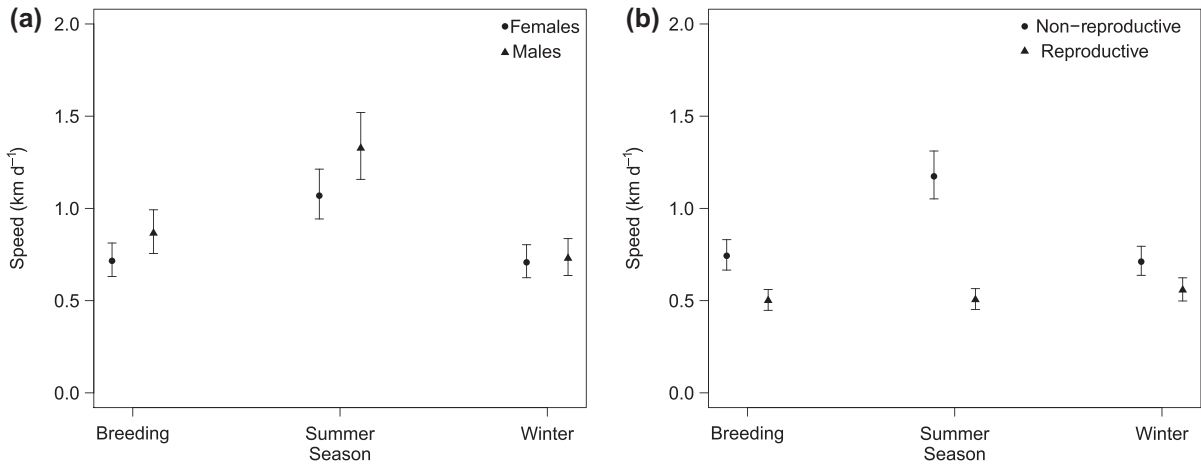 (a)
Females
Males
Speed (km d⁻¹)
2.0
1.5
1.0
0.5
0.0
Breeding
Summer
Winter
Season
(b)
Non−reproductive
Reproductive
Speed (km d⁻¹)
2.0
1.5
1.0
0.5
0.0
Breeding
Summer
Winter
Season